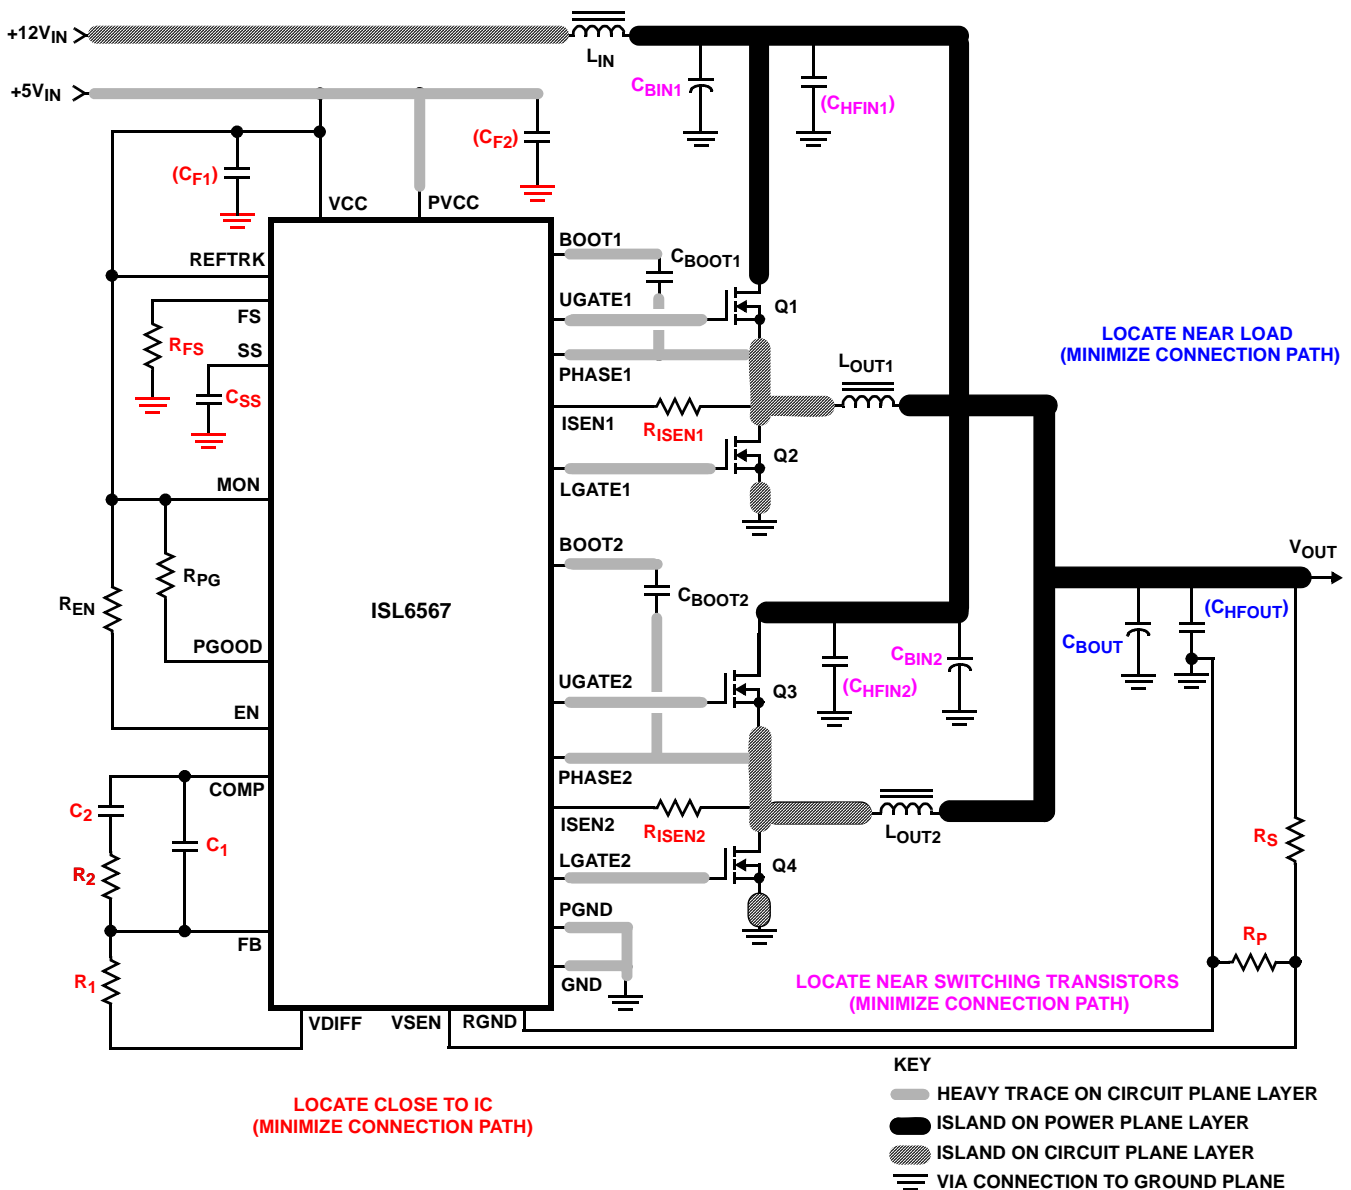 +12VIN
LIN
CBIN1
(CHFIN1)
+5VIN
(CF2)
(CF1)
VCC
PVCC
REFTRK
FS
RFS
SS
CSS
MON
RPG
REN
PGOOD
EN
COMP
C2
C1
R2
FB
R1
ISL6567
BOOT1
CBOOT1
UGATE1
Q1
PHASE1
LOUT1
ISEN1
RISEN1
Q2
LGATE1
LOCATE NEAR LOAD
(MINIMIZE CONNECTION PATH)
BOOT2
CBOOT2
VOUT
(CHFOUT)
CBOUT
CBIN2
(CHFIN2)
UGATE2
Q3
PHASE2
ISEN2
RISEN2
LOUT2
LGATE2
Q4
RS
RP
PGND
GND
LOCATE NEAR SWITCHING TRANSISTORS
(MINIMIZE CONNECTION PATH)
VDIFF
VSEN
RGND
LOCATE CLOSE TO IC
(MINIMIZE CONNECTION PATH)
KEY
HEAVY TRACE ON CIRCUIT PLANE LAYER
ISLAND ON POWER PLANE LAYER
ISLAND ON CIRCUIT PLANE LAYER
VIA CONNECTION TO GROUND PLANE